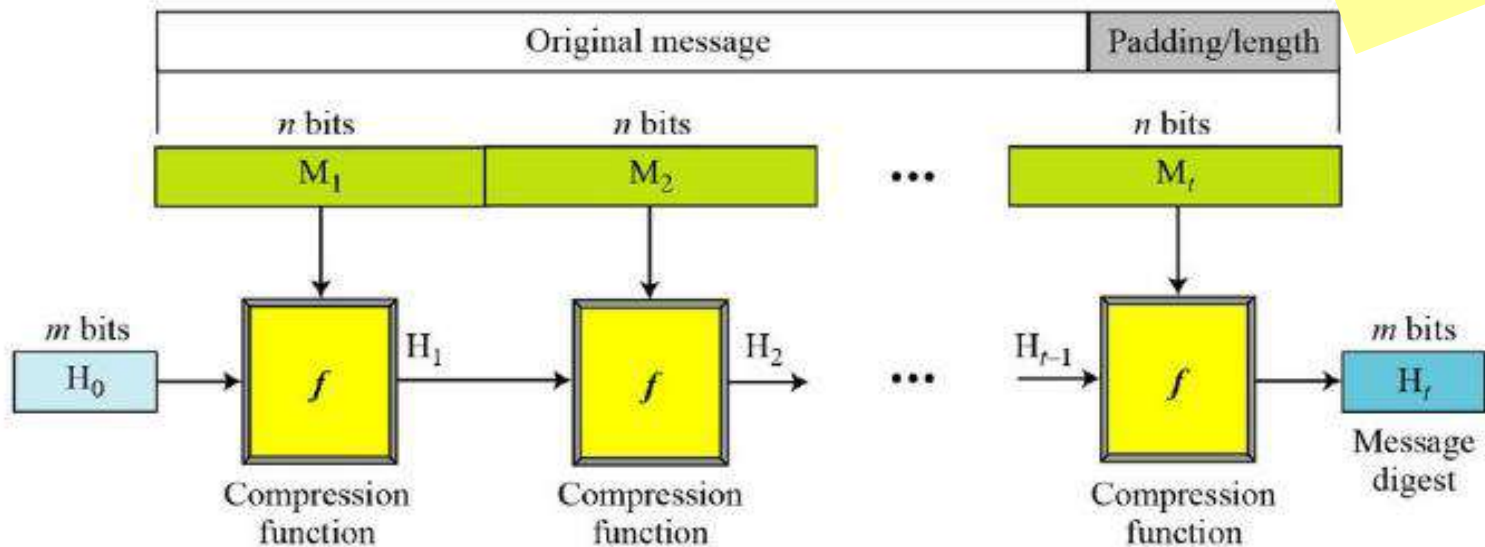 Original message Padding/length
n bits n bits n bits
M₁ M₂ ••• Mₜ
m bits H₁ H₂ Hₜ₋₁ m bits
H₀ f f ••• f Hₜ
Compression function Compression function Compression function Message digest